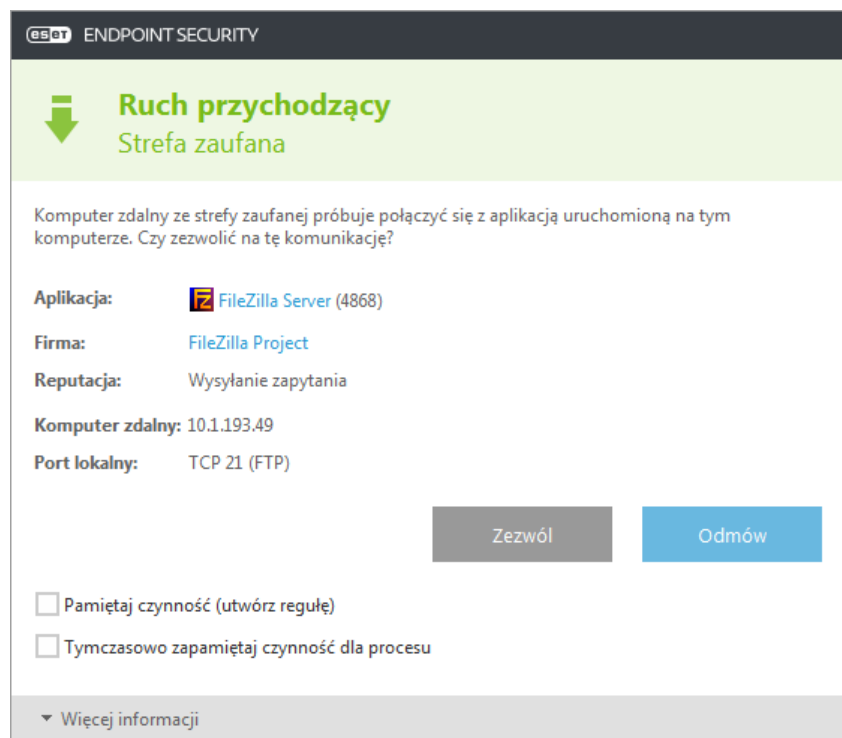 eset ENDPOINT SECURITY
Ruch przychodzący
Strefa zaufana
Komputer zdalny ze strefy zaufanej próbuje połączyć się z aplikacją uruchomioną na tym
komputerze. Czy zezwolić na tę komunikację?
Aplikacja: FZ FileZilla Server (4868)
Firma: FileZilla Project
Reputacja: Wysyłanie zapytania
Komputer zdalny: 10.1.193.49
Port lokalny: TCP 21 (FTP)
Zezwól Odmów
Pamiętaj czynność (utwórz regułę)
Tymczasowo zapamiętaj czynność dla procesu
Więcej informacji